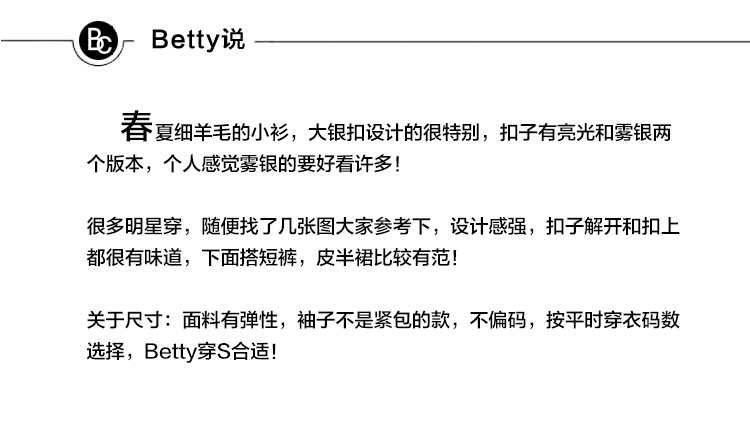 BC
Betty说
春夏细羊毛的小衫，大银扣设计的很特别，扣子有亮光和雾银两
个版本，个人感觉雾银的要好看许多！
很多明星穿，随便找了几张图大家参考下，设计感强，扣子解开和扣上
都很有味道，下面搭短裤，皮半裙比较有范！
关于尺寸：面料有弹性，袖子不是紧包的款，不偏码，按平时穿衣码数
选择，Betty穿S合适！